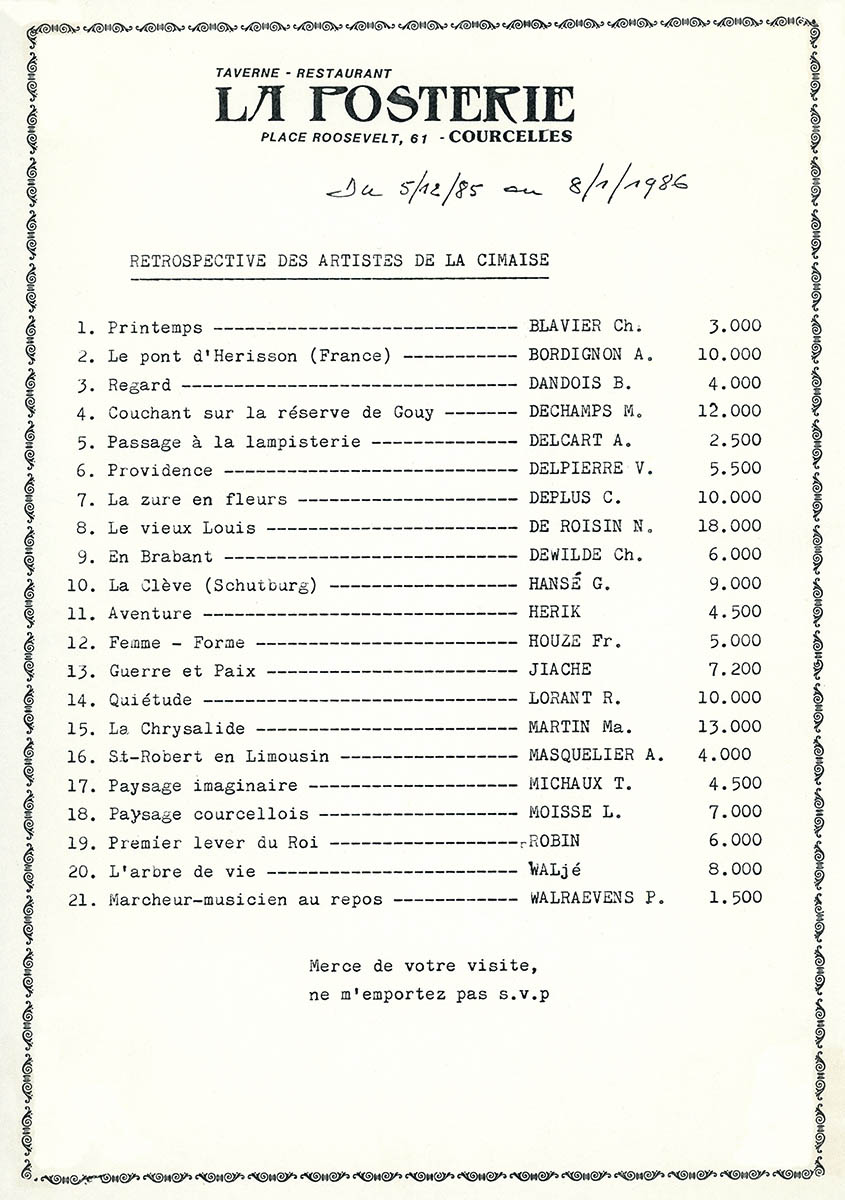 TAVERNE - RESTAURANT
LA POSTERIE
PLACE ROOSEVELT, 61 - COURCELLES
Du 5/12/85 au 8/1/1986
RETROSPECTIVE DES ARTISTES DE LA CIMAISE
1. Printemps ----------------------------- BLAVIER Ch. 3.000
2. Le pont d'Herisson (France) ----------- BORDIGNON A. 10.000
3. Regard -------------------------------- DANDOIS B. 4.000
4. Couchant sur la réserve de Gouy ------- DECHAMPS M. 12.000
5. Passage à la lampisterie -------------- DELCART A. 2.500
6. Providence ---------------------------- DELPIERRE V. 5.500
7. La zure en fleurs --------------------- DEPLUS C. 10.000
8. Le vieux Louis ------------------------ DE ROISIN N. 18.000
9. En Brabant ---------------------------- DEWILDE Ch. 6.000
10. La Clève (Schutburg) ------------------ HANSÉ G. 9.000
11. Aventure ------------------------------ HERIK 4.500
12. Femme - Forme ------------------------- HOUZE Fr. 5.000
13. Guerre et Paix ------------------------ JIACHE 7.200
14. Quiétude ------------------------------ LORANT R. 10.000
15. La Chrysalide ------------------------- MARTIN Ma. 13.000
16. St-Robert en Limousin ----------------- MASQUELIER A. 4.000
17. Paysage imaginaire -------------------- MICHAUX T. 4.500
18. Paysage courcellois ------------------- MOISSE L. 7.000
19. Premier lever du Roi ------------------ ROBIN 6.000
20. L'arbre de vie ------------------------ WALjé 8.000
21. Marcheur-musicien au repos ------------ WALRAEVENS P. 1.500
Merce de votre visite,
ne m'emportez pas s.v.p